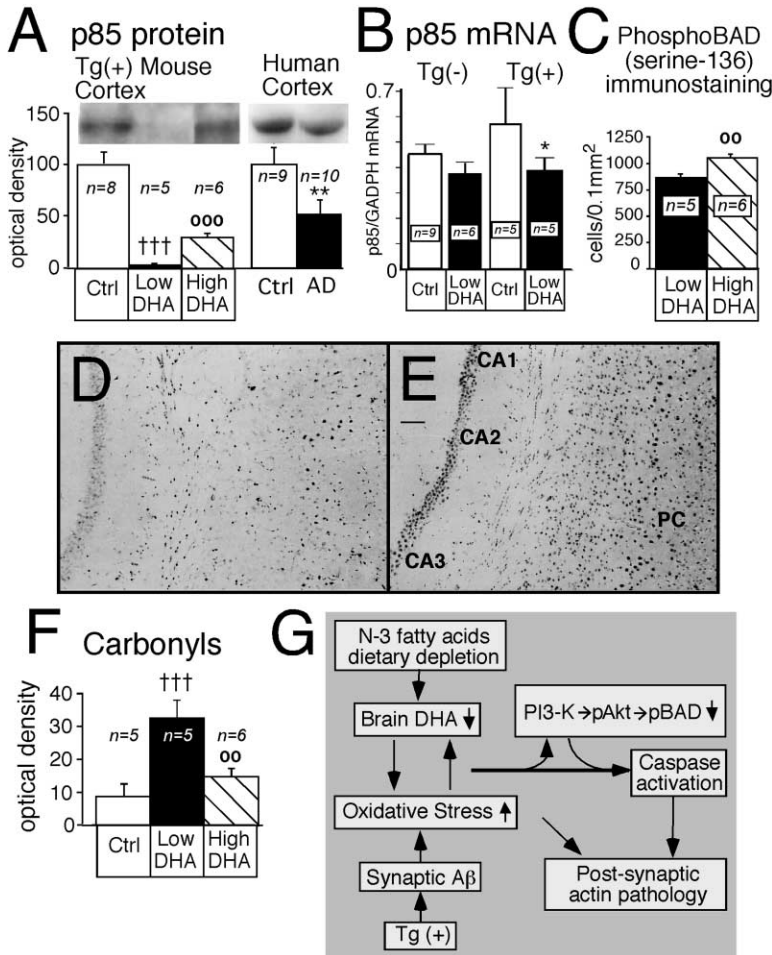 A p85 protein
Tg(+) Mouse Cortex
Human Cortex
optical density
150
100
50
0
n=8
n=5
n=6
†††
ooo
n=9
n=10
**
Ctrl
Low DHA
High DHA
Ctrl
AD
B p85 mRNA
Tg(-)
Tg(+)
p85/GADPH mRNA
0.7
0
*
n=9
n=6
n=5
n=5
Ctrl
Low DHA
Ctrl
Low DHA
C PhosphoBAD
(serine-136)
immunostaining
cells/0.1mm²
1250
1000
750
500
250
0
oo
n=5
n=6
Low DHA
High DHA
D
E
CA1
CA2
CA3
PC
F Carbonyls
optical density
40
30
20
10
0
n=5
†††
n=5
n=6
oo
Ctrl
Low DHA
High DHA
G
N-3 fatty acids
dietary depletion
Brain DHA ↓
PI3-K→pAkt→pBAD ↓
Caspase
activation
Oxidative Stress ↑
Synaptic Aβ
Post-synaptic
actin pathology
Tg (+)